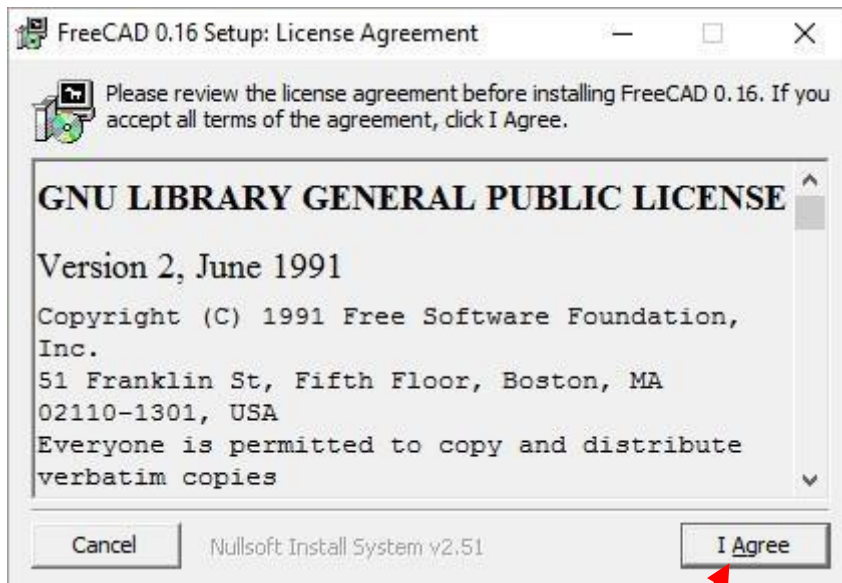 FreeCAD 0.16 Setup: License Agreement
Please review the license agreement before installing FreeCAD 0.16. If you
accept all terms of the agreement, click I Agree.
GNU LIBRARY GENERAL PUBLIC LICENSE
Version 2, June 1991
Copyright (C) 1991 Free Software Foundation,
Inc.
51 Franklin St, Fifth Floor, Boston, MA
02110-1301, USA
Everyone is permitted to copy and distribute
verbatim copies
Cancel
Nullsoft Install System v2.51
I Agree